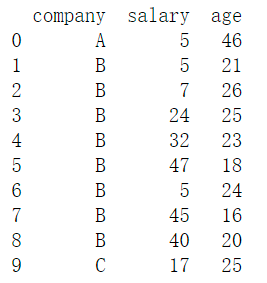 company salary age
0 A 5 46
1 B 5 21
2 B 7 26
3 B 24 25
4 B 32 23
5 B 47 18
6 B 5 24
7 B 45 16
8 B 40 20
9 C 17 25